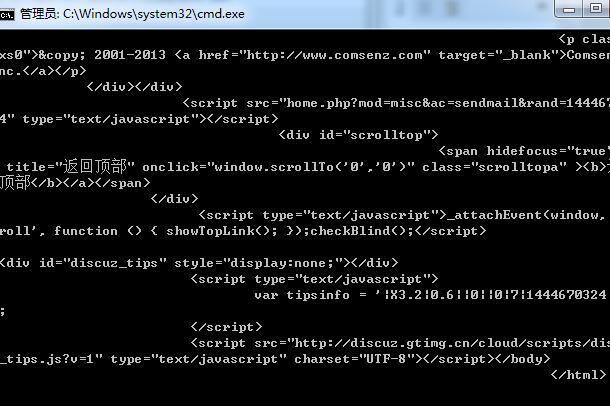 管理员: C:\Windows\system32\cmd.exe
<p clas
xs0">&copy; 2001-2013 <a href="http://www.comsenz.com" target="_blank">Comsen
nc.</a></p>
</div></div>
<script src="home.php?mod=misc&ac=sendmail&rand=144467
4" type="text/javascript"></script>
<div id="scrolltop">
<span hidefocus="true"
title="返回顶部" onclick="window.scrollTo('0','0')" class="scrolltopa" ><b>
顶部</b></a></span>
</div>
<script type="text/javascript">_attachEvent(window,
roll', function () { showTopLink(); });checkBlind();</script>
<div id="discuz_tips" style="display:none;"></div>
<script type="text/javascript">
var tipsinfo = '|X3.2|0.6||0||0|7|1444670324
;
</script>
<script src="http://discuz.gtimg.cn/cloud/scripts/dis
_tips.js?v=1" type="text/javascript" charset="UTF-8"></script></body>
</html>